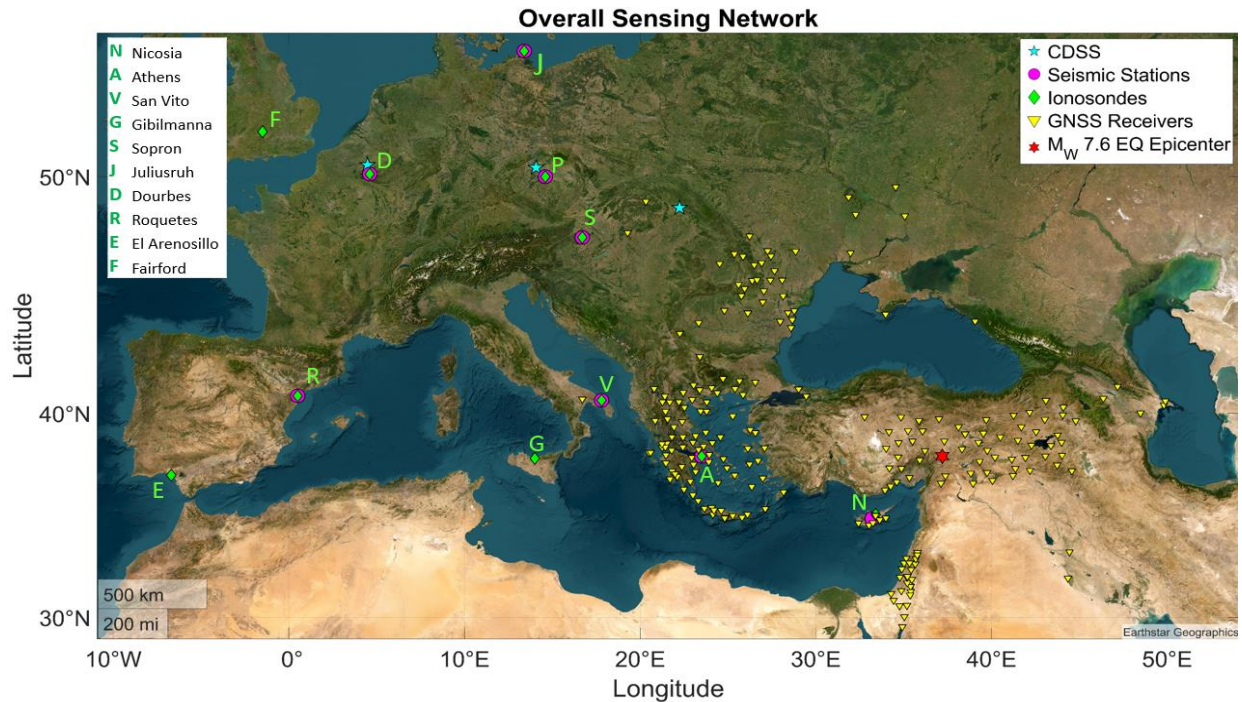 Overall Sensing Network
N Nicosia
A Athens
V San Vito
G Gibilmanna
S Sopron
J Juliusruh
D Dourbes
R Roquetes
E El Arenosillo
F Fairford
CDSS
Seismic Stations
Ionosondes
GNSS Receivers
MW 7.6 EQ Epicenter
J
F
D
P
S
R
V
G
A
E
N
50°N
40°N
30°N
Latitude
500 km
200 mi
Earthstar Geographics
10°W
0°
10°E
20°E
30°E
40°E
50°E
Longitude